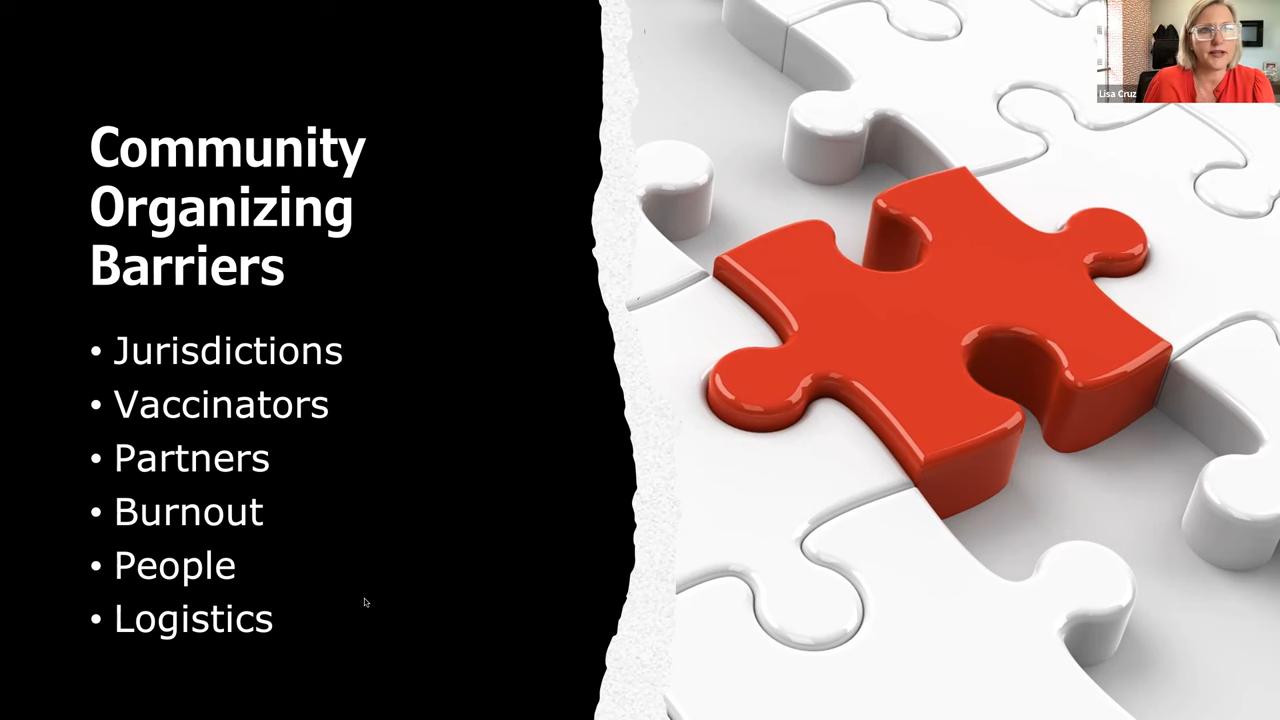 Community
Organizing
Barriers
• Jurisdictions
• Vaccinators
• Partners
• Burnout
• People
• Logistics
Lisa Cruz